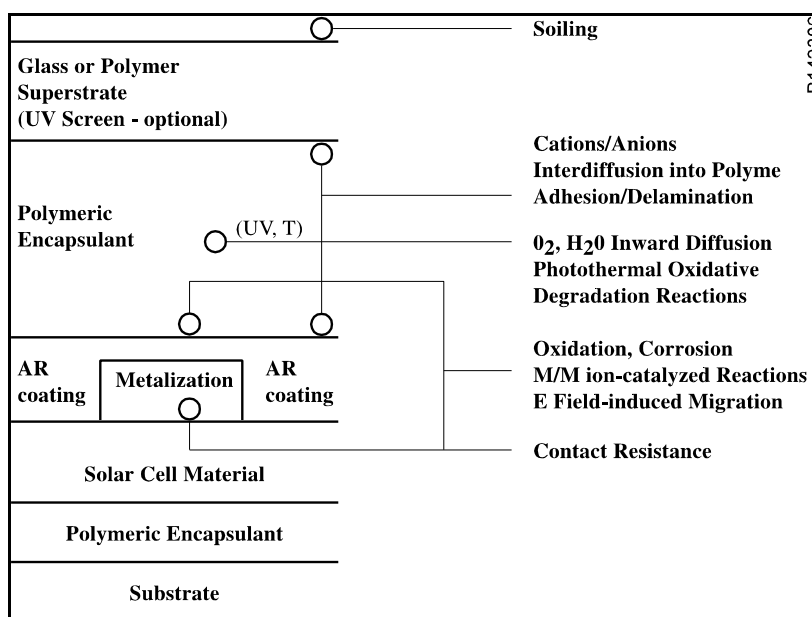 Soiling
Glass or Polymer
Superstrate
(UV Screen - optional)
Cations/Anions
Interdiffusion into Polyme
Adhesion/Delamination
Polymeric
Encapsulant
(UV, T)
0₂, H₂0 Inward Diffusion
Photothermal Oxidative
Degradation Reactions
AR
coating
Metalization
AR
coating
Oxidation, Corrosion
M/M ion-catalyzed Reactions
E Field-induced Migration
Contact Resistance
Solar Cell Material
Polymeric Encapsulant
Substrate